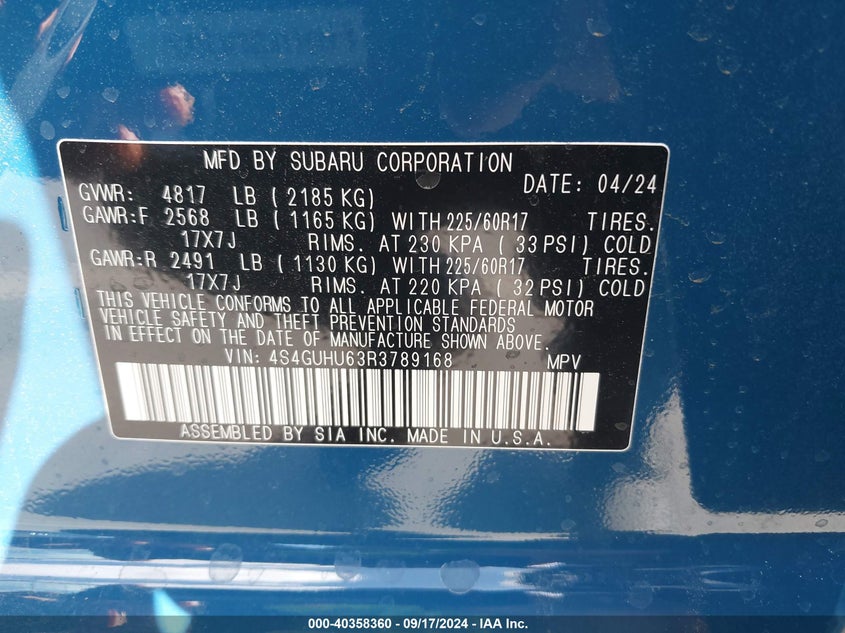 MFD BY SUBARU CORPORATION
DATE: 04/24
GVWR: 4817 LB ( 2185 KG)
GAWR:F 2568 LB ( 1165 KG) WITH 225/60R17 TIRES.
17X7J RIMS. AT 230 KPA ( 33 PSI) COLD
GAWR:R 2491 LB ( 1130 KG) WITH 225/60R17 TIRES.
17X7J RIMS. AT 220 KPA ( 32 PSI) COLD
THIS VEHICLE CONFORMS TO ALL APPLICABLE FEDERAL MOTOR
VEHICLE SAFETY AND THEFT PREVENTION STANDARDS
IN EFFECT ON THE DATE OF MANUFACTURE SHOWN ABOVE.
VIN: 4S4GUHU63R3789168 MPV
ASSEMBLED BY SIA INC. MADE IN U.S.A.
000-40358360 - 09/17/2024 - IAA Inc.